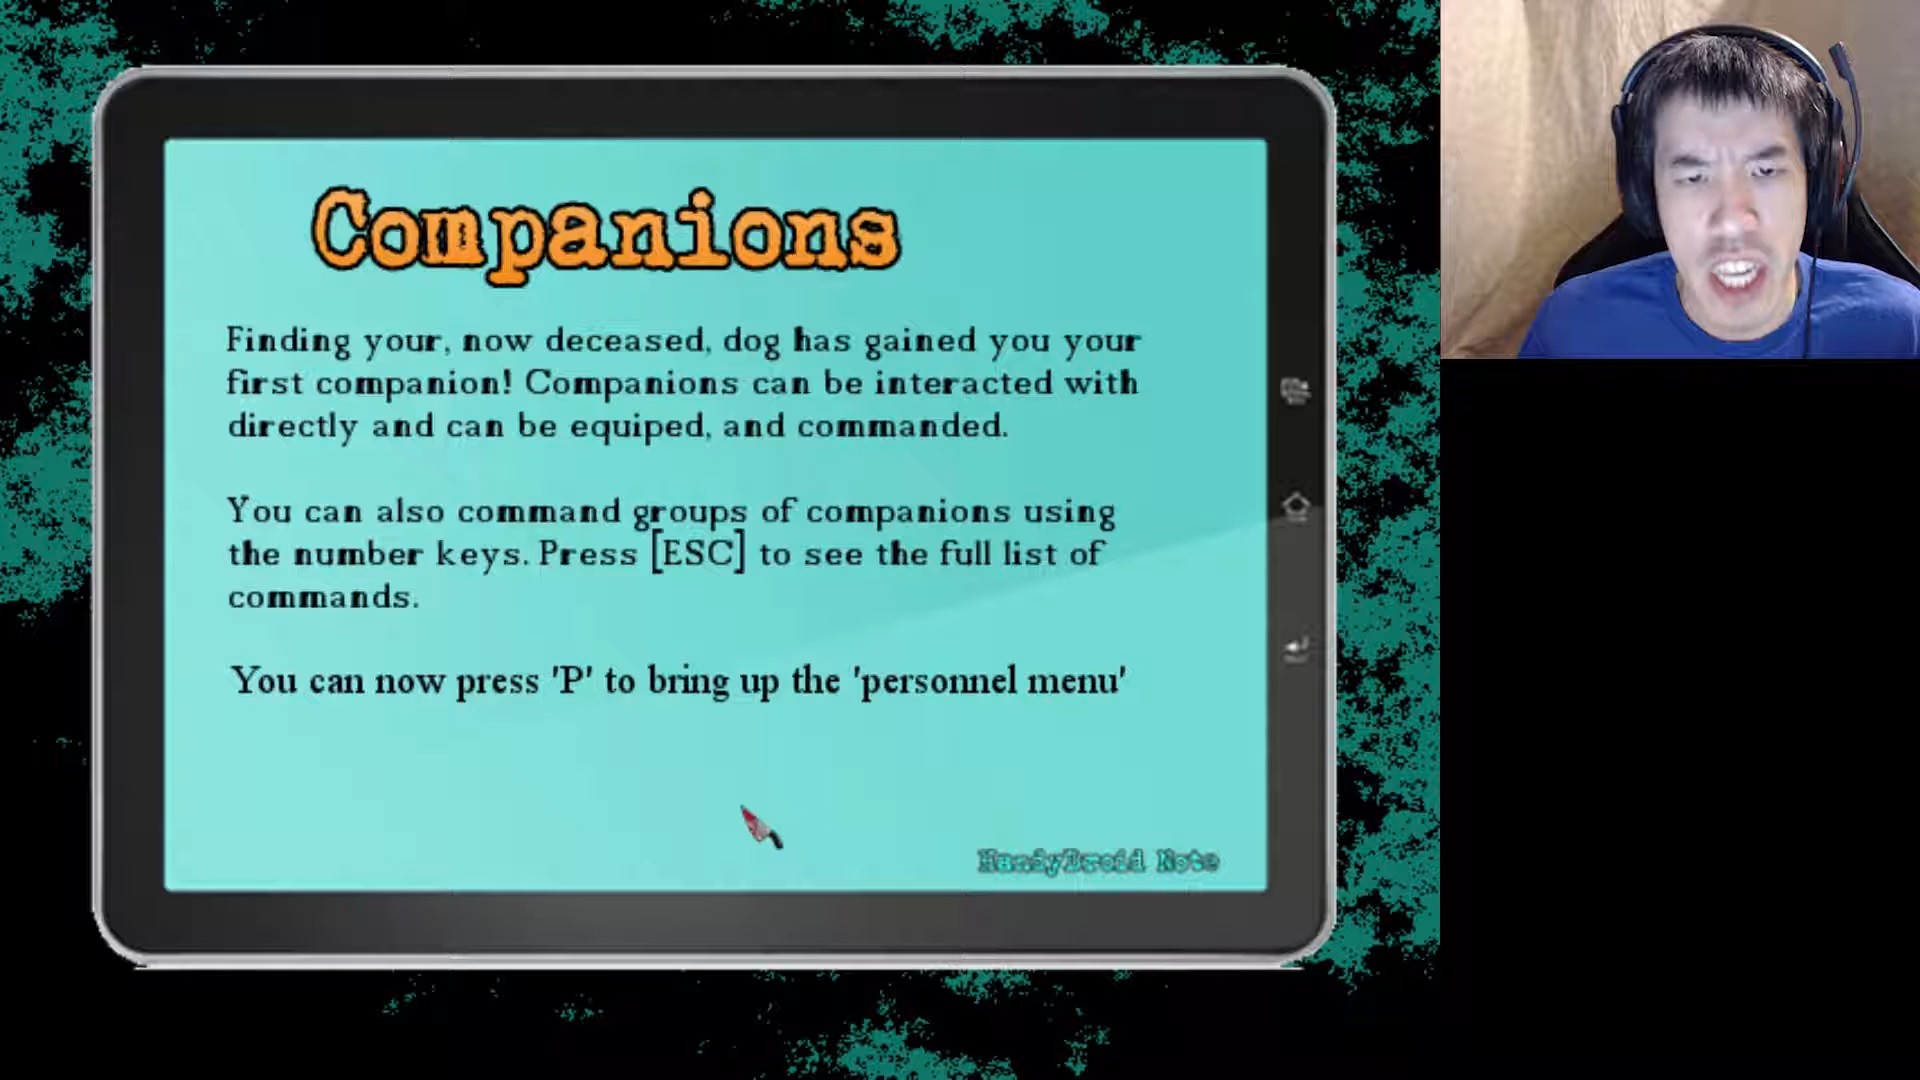 Companions
Finding your, now deceased, dog has gained you your
first companion! Companions can be interacted with
directly and can be equiped, and commanded.
You can also command groups of companions using
the number keys. Press [ESC] to see the full list of
commands.
You can now press 'P' to bring up the 'personnel menu'
HandyDroid Note